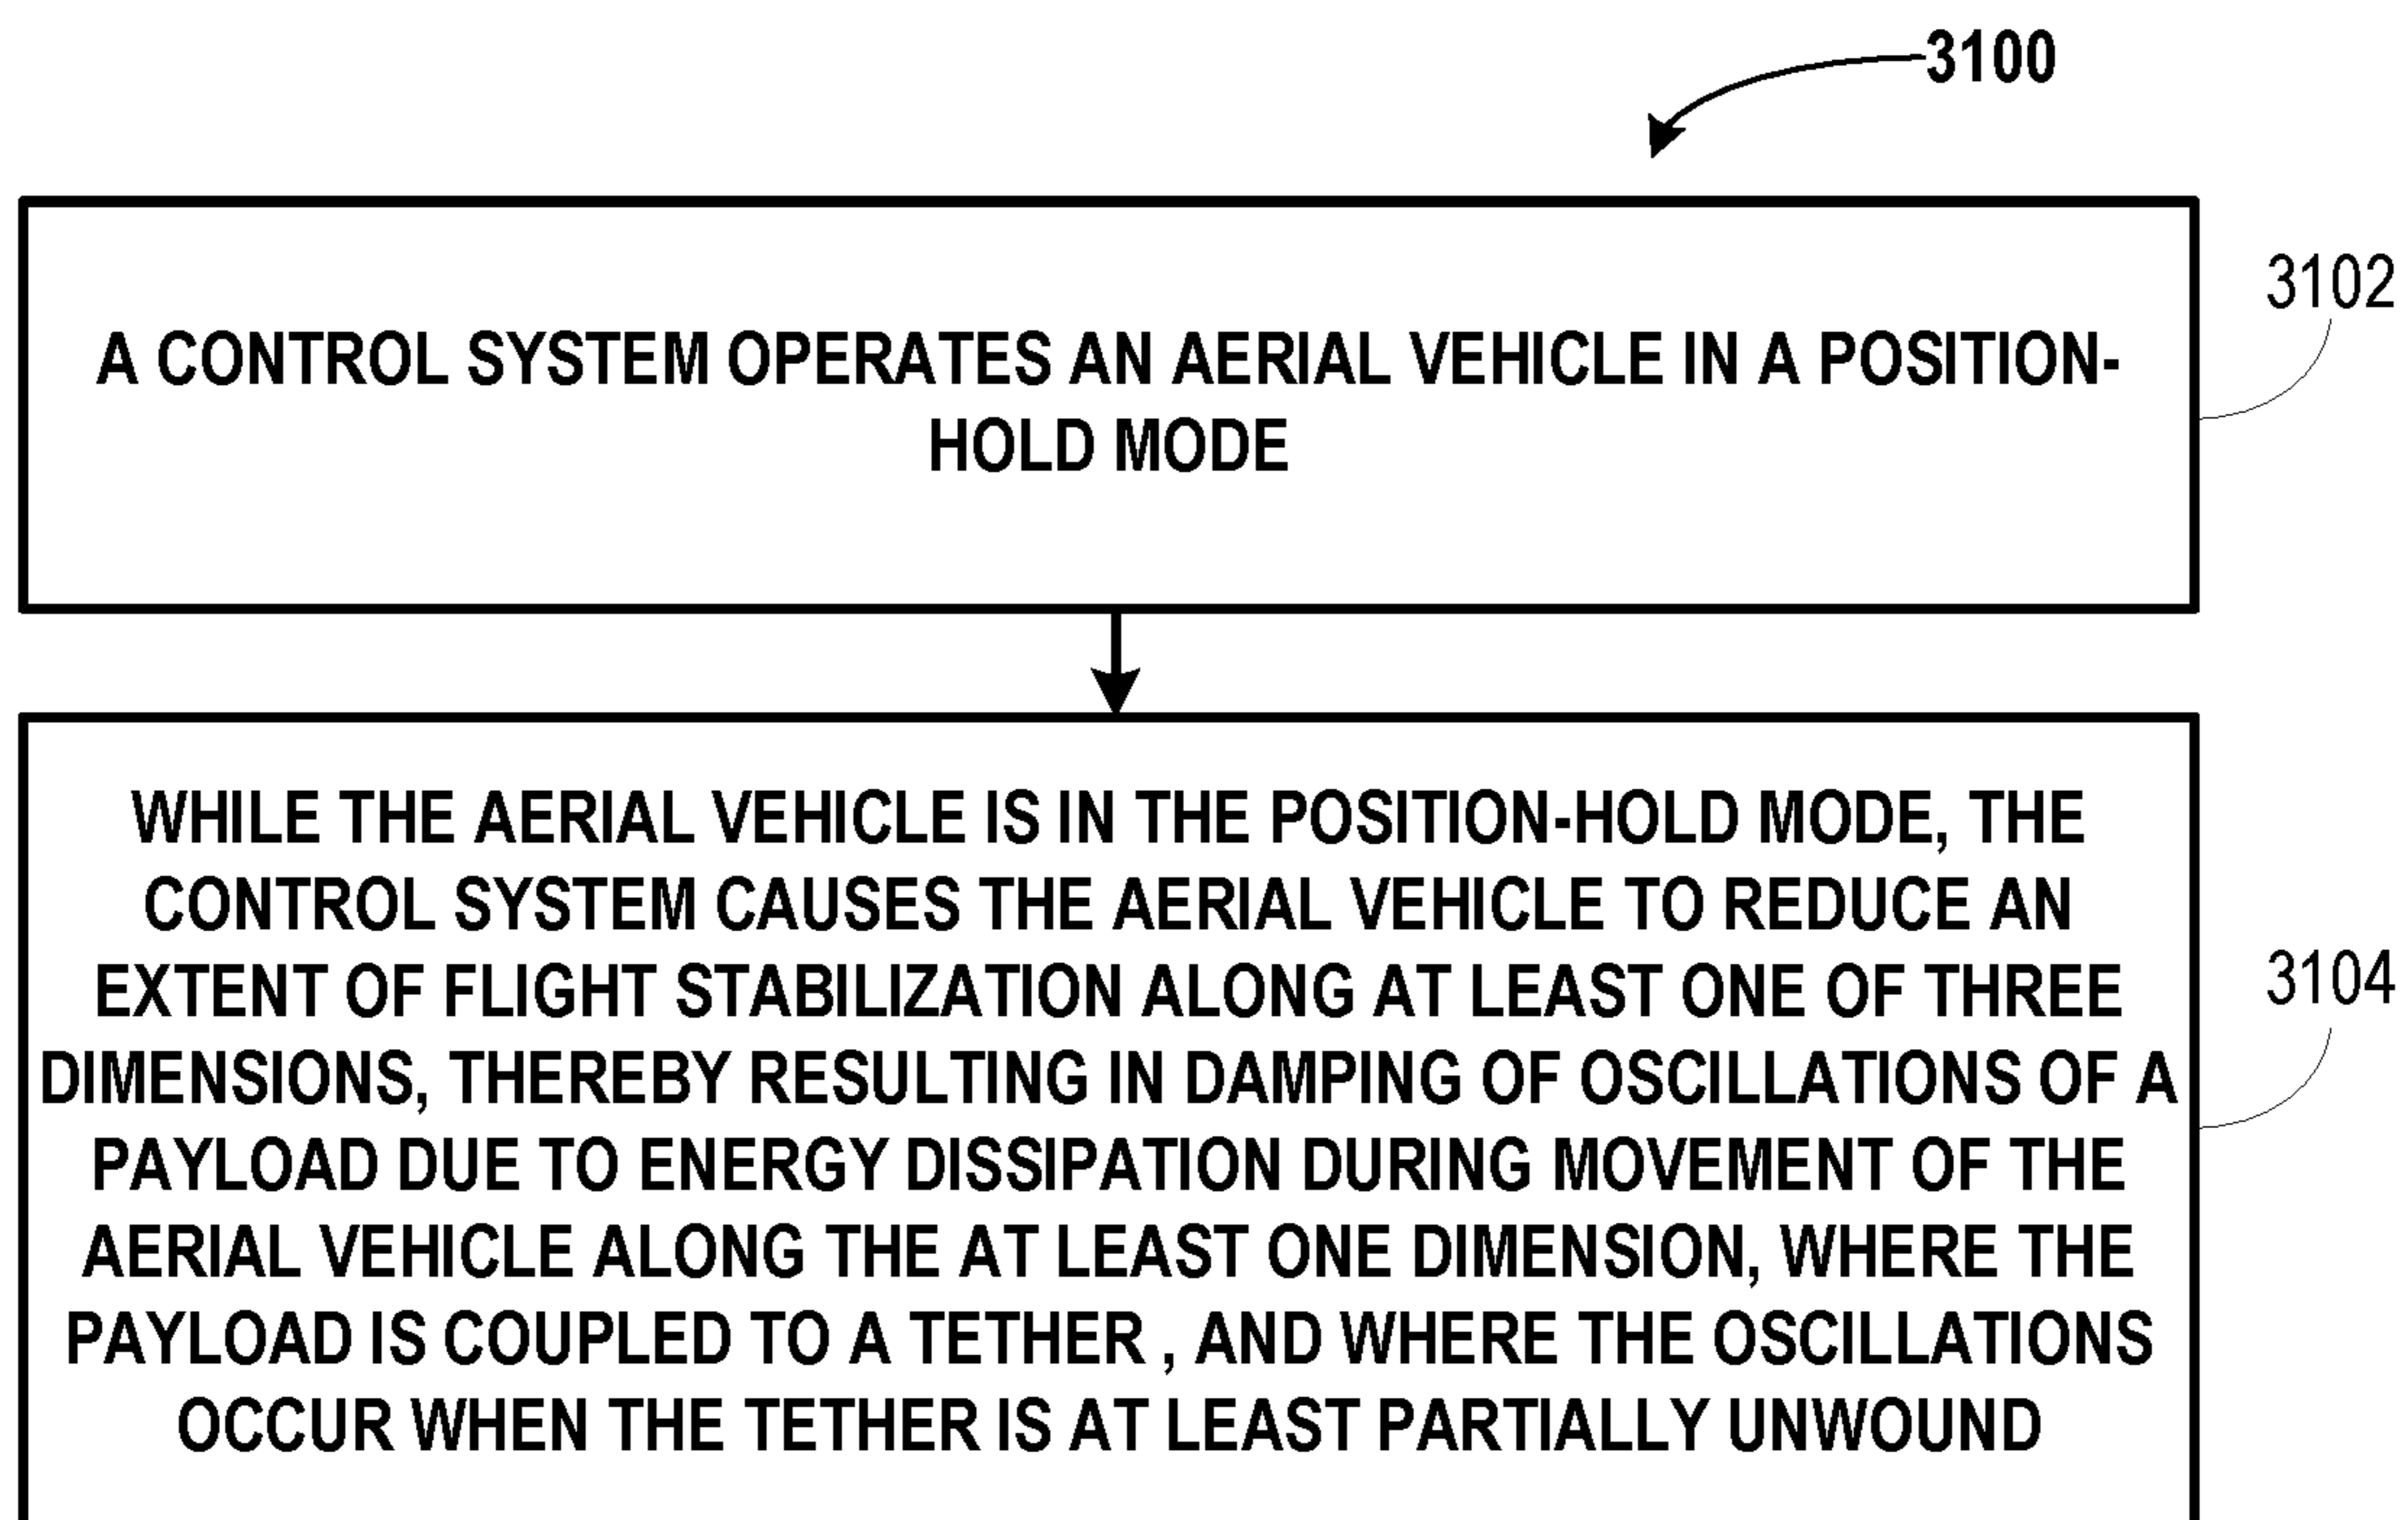 3100
A CONTROL SYSTEM OPERATES AN AERIAL VEHICLE IN A POSITION-
HOLD MODE
3102
WHILE THE AERIAL VEHICLE IS IN THE POSITION-HOLD MODE, THE
CONTROL SYSTEM CAUSES THE AERIAL VEHICLE TO REDUCE AN
EXTENT OF FLIGHT STABILIZATION ALONG AT LEAST ONE OF THREE
DIMENSIONS, THEREBY RESULTING IN DAMPING OF OSCILLATIONS OF A
PAYLOAD DUE TO ENERGY DISSIPATION DURING MOVEMENT OF THE
AERIAL VEHICLE ALONG THE AT LEAST ONE DIMENSION, WHERE THE
PAYLOAD IS COUPLED TO A TETHER , AND WHERE THE OSCILLATIONS
OCCUR WHEN THE TETHER IS AT LEAST PARTIALLY UNWOUND
3104